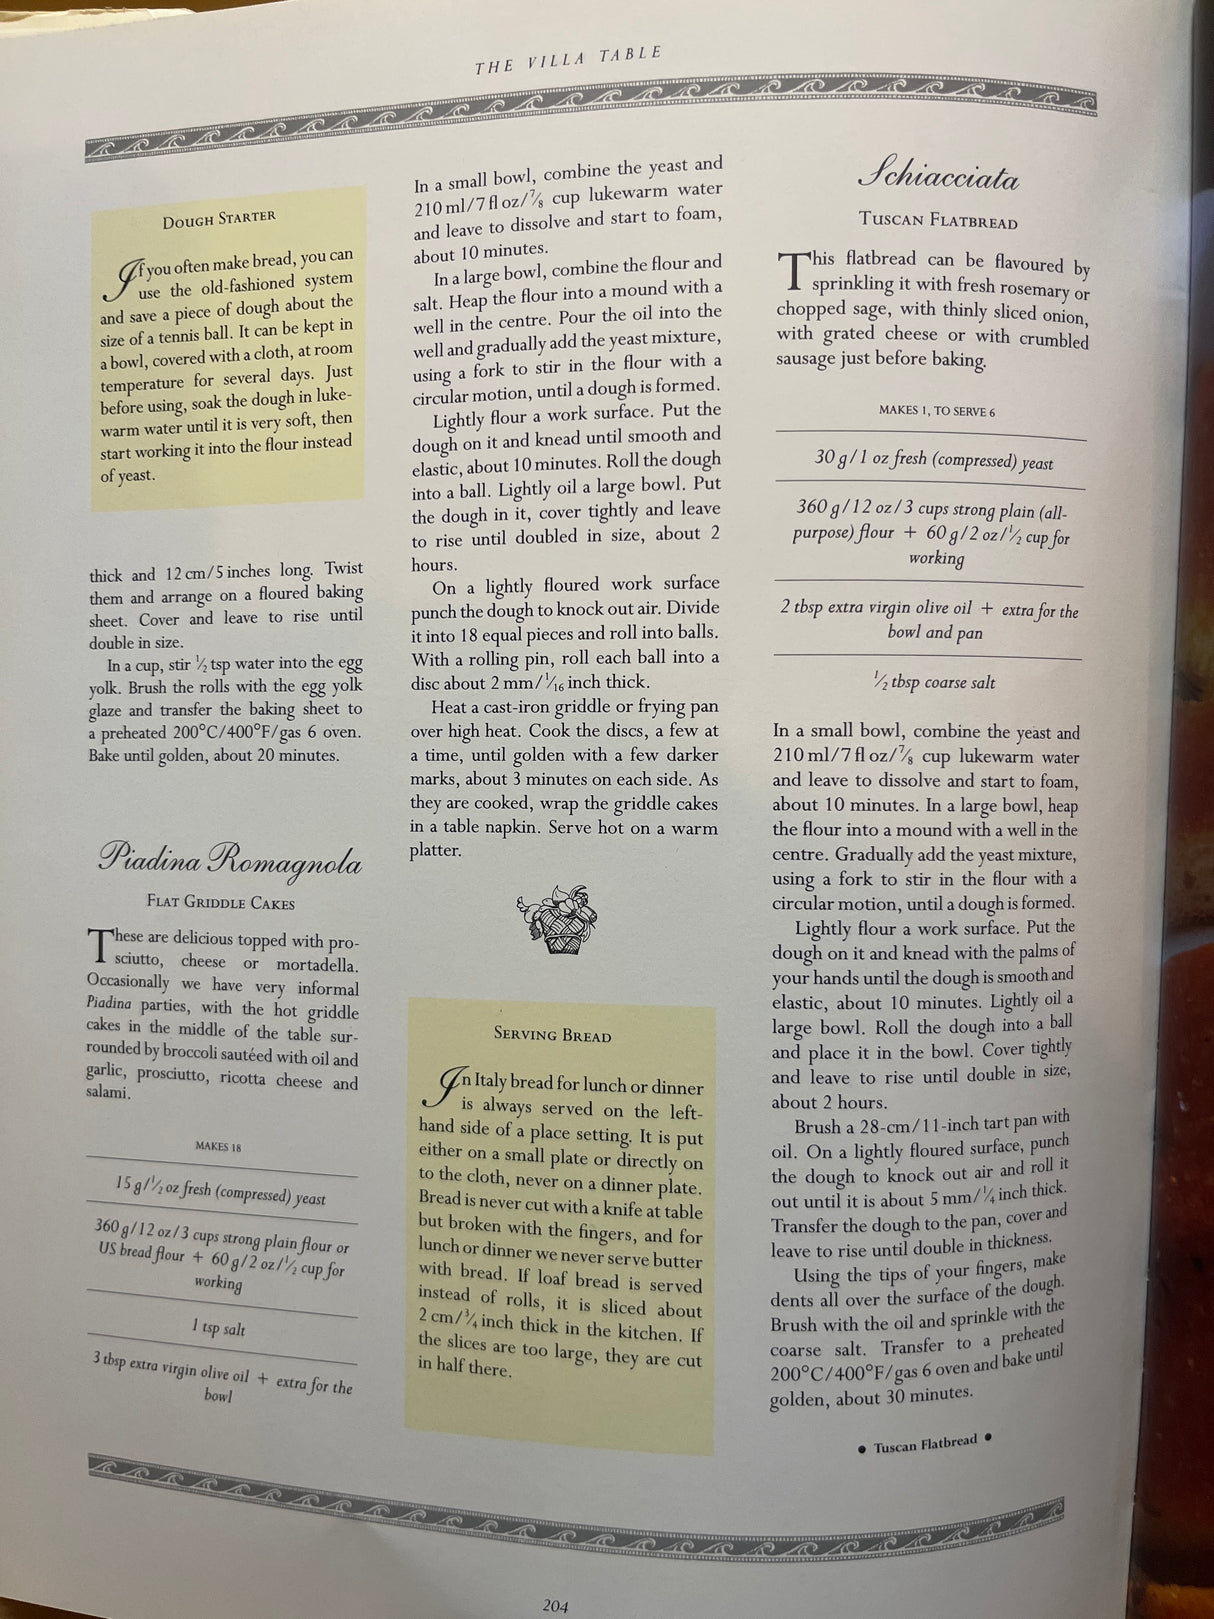 THE VILLA TABLE
DOUGH STARTER
If you often make bread, you can
use the old-fashioned system
and save a piece of dough about the
size of a tennis ball. It can be kept in
a bowl, covered with a cloth, at room
temperature for several days. Just
before using, soak the dough in luke-
warm water until it is very soft, then
start working it into the flour instead
of yeast.
thick and 12 cm/5 inches long. Twist
them and arrange on a floured baking
sheet. Cover and leave to rise until
double in size.
In a cup, stir ½ tsp water into the egg
yolk. Brush the rolls with the egg yolk
glaze and transfer the baking sheet to
a preheated 200°C/400°F/gas 6 oven.
Bake until golden, about 20 minutes.
Piadina Romagnola
FLAT GRIDDLE CAKES
These are delicious topped with pro-
sciutto, cheese or mortadella.
Occasionally we have very informal
Piadina parties, with the hot griddle
cakes in the middle of the table sur-
rounded by broccoli sautéed with oil and
garlic, prosciutto, ricotta cheese and
salami.
MAKES 18
15 g/½ oz fresh (compressed) yeast
360 g/12 oz/3 cups strong plain flour or
US bread flour + 60 g/2 oz/½ cup for
working
1 tsp salt
3 tbsp extra virgin olive oil + extra for the
bowl
In a small bowl, combine the yeast and
210 ml/7 fl oz/⅞ cup lukewarm water
and leave to dissolve and start to foam,
about 10 minutes.
In a large bowl, combine the flour and
salt. Heap the flour into a mound with a
well in the centre. Pour the oil into the
well and gradually add the yeast mixture,
using a fork to stir in the flour with a
circular motion, until a dough is formed.
Lightly flour a work surface. Put the
dough on it and knead until smooth and
elastic, about 10 minutes. Roll the dough
into a ball. Lightly oil a large bowl. Put
the dough in it, cover tightly and leave
to rise until doubled in size, about 2
hours.
On a lightly floured work surface
punch the dough to knock out air. Divide
it into 18 equal pieces and roll into balls.
With a rolling pin, roll each ball into a
disc about 2 mm/1/16 inch thick.
Heat a cast-iron griddle or frying pan
over high heat. Cook the discs, a few at
a time, until golden with a few darker
marks, about 3 minutes on each side. As
they are cooked, wrap the griddle cakes
in a table napkin. Serve hot on a warm
platter.
SERVING BREAD
In Italy bread for lunch or dinner
is always served on the left-
hand side of a place setting. It is put
either on a small plate or directly on
to the cloth, never on a dinner plate.
Bread is never cut with a knife at table
but broken with the fingers, and for
lunch or dinner we never serve butter
with bread. If loaf bread is served
instead of rolls, it is sliced about
2 cm/¾ inch thick in the kitchen. If
the slices are too large, they are cut
in half there.
Schiacciata
TUSCAN FLATBREAD
This flatbread can be flavoured by
sprinkling it with fresh rosemary or
chopped sage, with thinly sliced onion,
with grated cheese or with crumbled
sausage just before baking.
MAKES 1, TO SERVE 6
30 g/1 oz fresh (compressed) yeast
360 g/12 oz/3 cups strong plain (all-
purpose) flour + 60 g/2 oz/½ cup for
working
2 tbsp extra virgin olive oil + extra for the
bowl and pan
½ tbsp coarse salt
In a small bowl, combine the yeast and
210 ml/7 fl oz/⅞ cup lukewarm water
and leave to dissolve and start to foam,
about 10 minutes. In a large bowl, heap
the flour into a mound with a well in the
centre. Gradually add the yeast mixture,
using a fork to stir in the flour with a
circular motion, until a dough is formed.
Lightly flour a work surface. Put the
dough on it and knead with the palms of
your hands until the dough is smooth and
elastic, about 10 minutes. Lightly oil a
large bowl. Roll the dough into a ball
and place it in the bowl. Cover tightly
and leave to rise until double in size,
about 2 hours.
Brush a 28-cm/11-inch tart pan with
oil. On a lightly floured surface, punch
the dough to knock out air and roll it
out until it is about 5 mm/¼ inch thick.
Transfer the dough to the pan, cover and
leave to rise until double in thickness.
Using the tips of your fingers, make
dents all over the surface of the dough.
Brush with the oil and sprinkle with the
coarse salt. Transfer to a preheated
200°C/400°F/gas 6 oven and bake until
golden, about 30 minutes.
• Tuscan Flatbread •
204